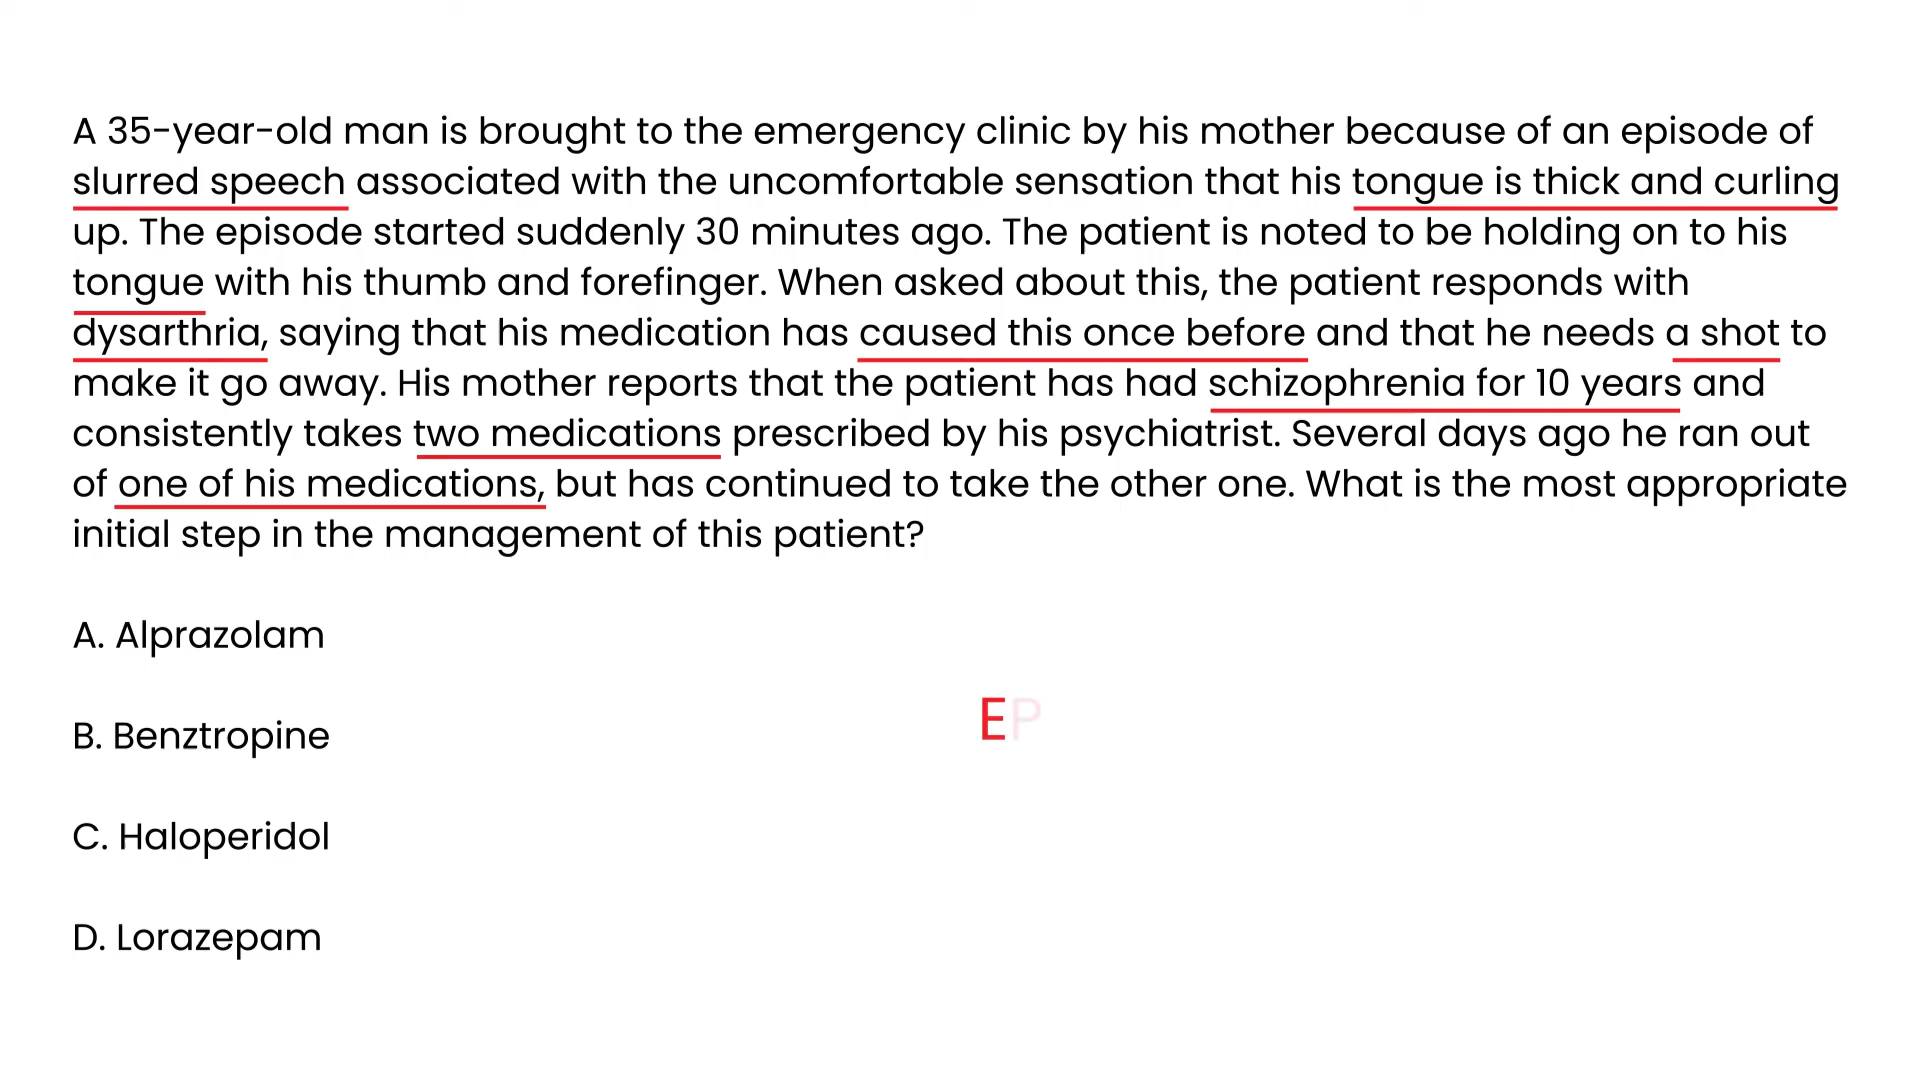 A 35-year-old man is brought to the emergency clinic by his mother because of an episode of
slurred speech associated with the uncomfortable sensation that his tongue is thick and curling
up. The episode started suddenly 30 minutes ago. The patient is noted to be holding on to his
tongue with his thumb and forefinger. When asked about this, the patient responds with
dysarthria, saying that his medication has caused this once before and that he needs a shot to
make it go away. His mother reports that the patient has had schizophrenia for 10 years and
consistently takes two medications prescribed by his psychiatrist. Several days ago he ran out
of one of his medications, but has continued to take the other one. What is the most appropriate
initial step in the management of this patient?
A. Alprazolam
EP
B. Benztropine
C. Haloperidol
D. Lorazepam